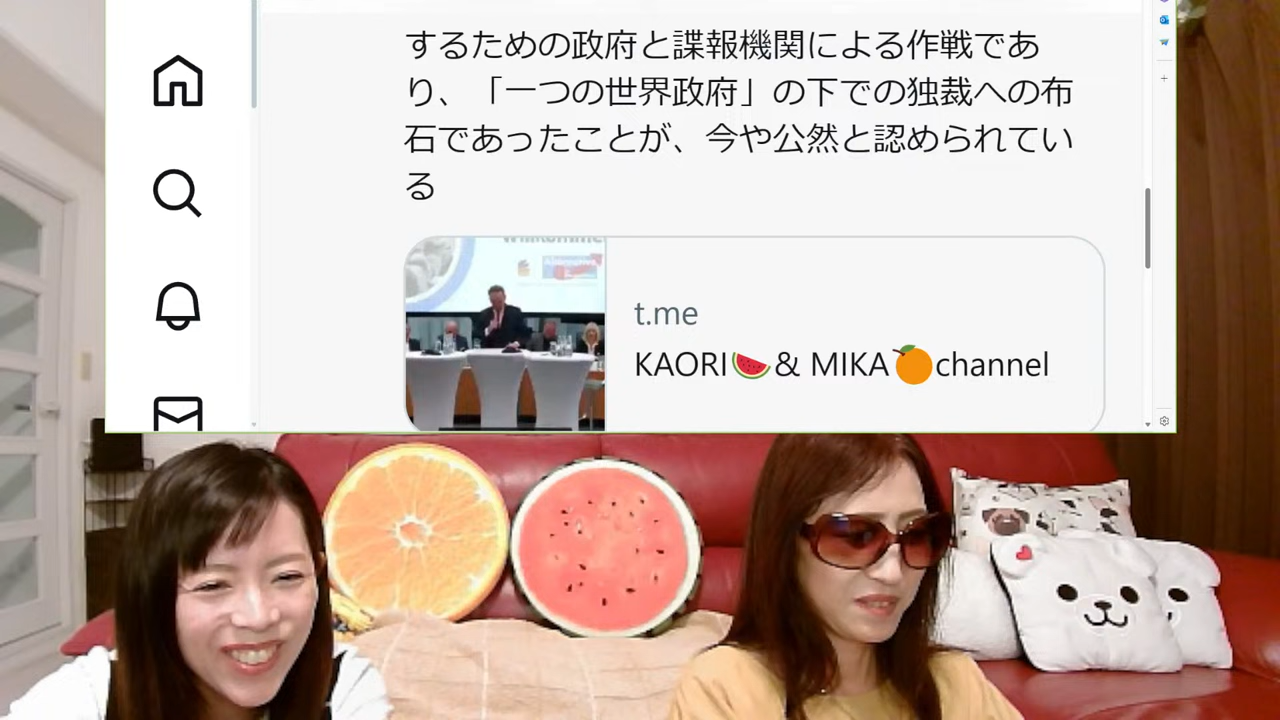 するための政府と諜報機関による作戦であ
り、「一つの世界政府」の下での独裁への布
石であったことが、今や公然と認められてい
る
t.me
KAORI🍉& MIKA🍊channel